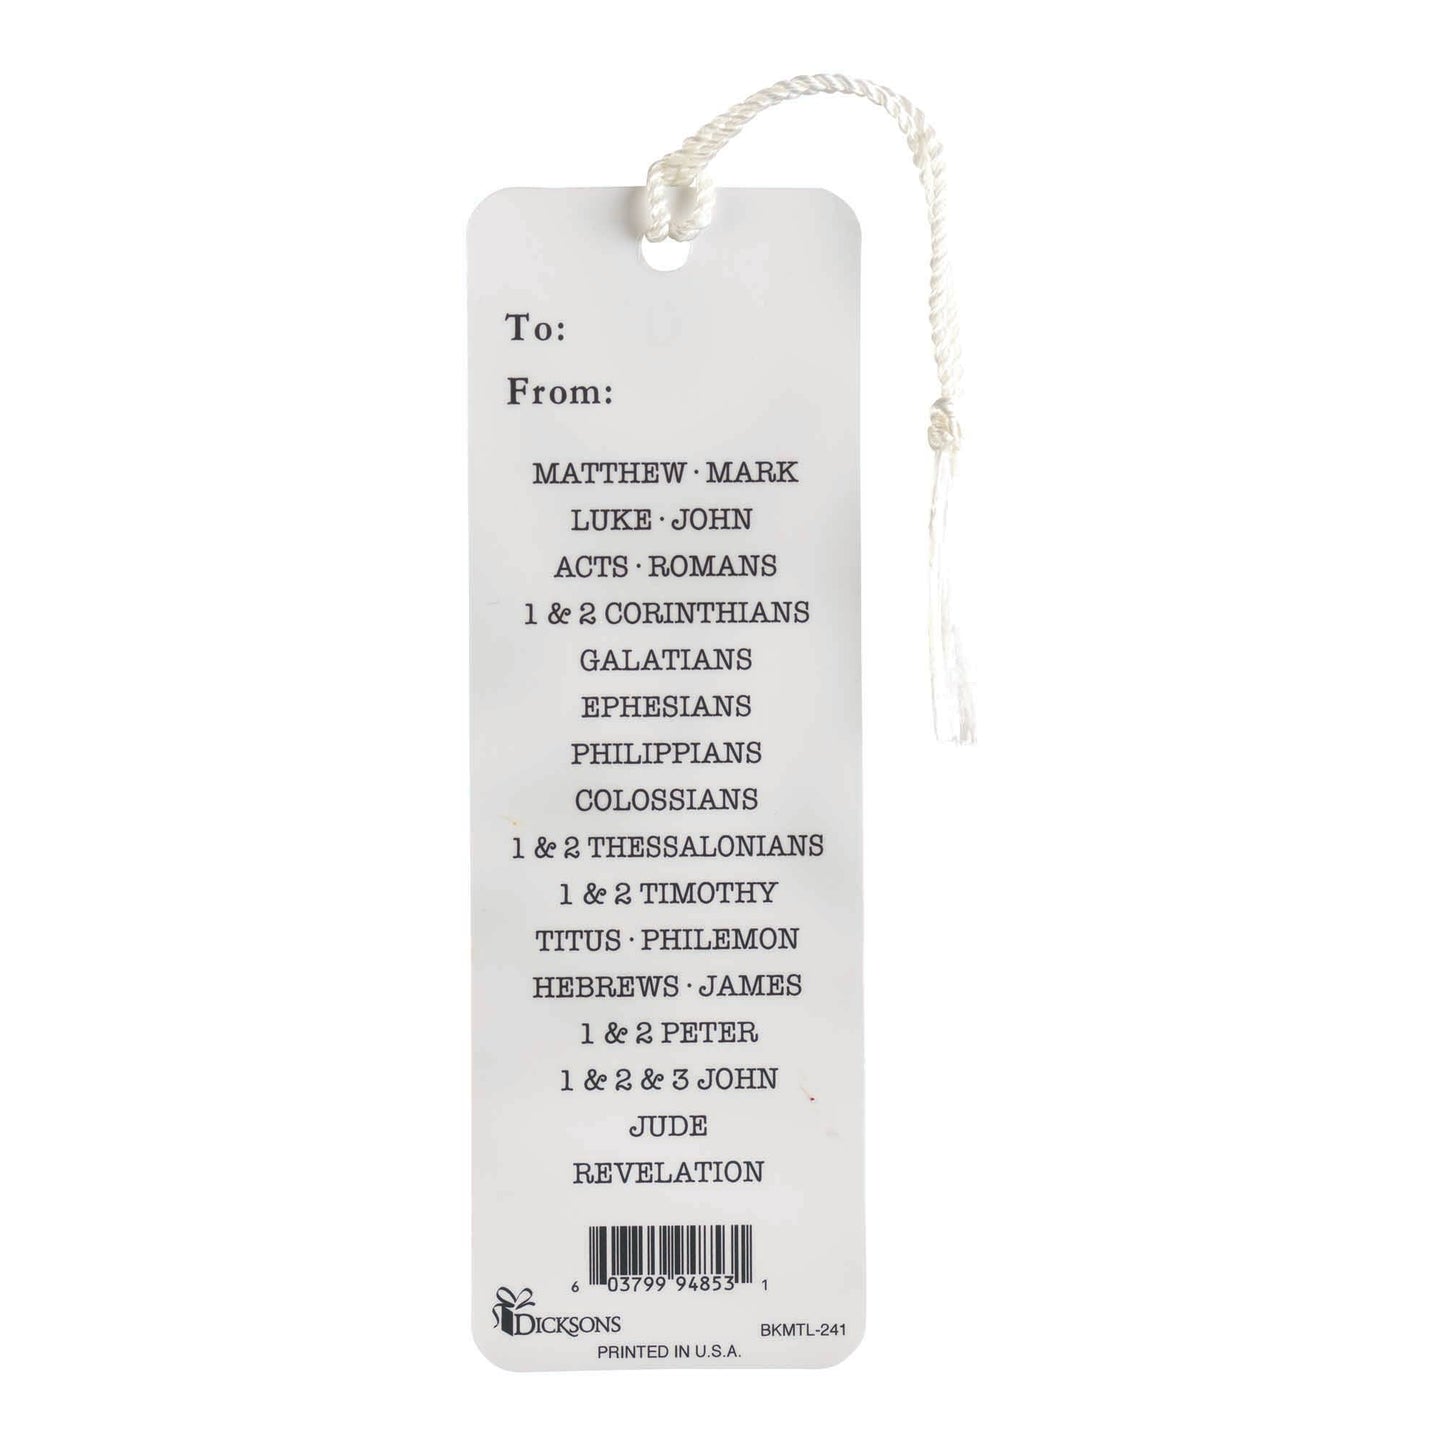 To:
From:
MATTHEW · MARK
LUKE · JOHN
ACTS · ROMANS
1 & 2 CORINTHIANS
GALATIANS
EPHESIANS
PHILIPPIANS
COLOSSIANS
1 & 2 THESSALONIANS
1 & 2 TIMOTHY
TITUS · PHILEMON
HEBREWS · JAMES
1 & 2 PETER
1 & 2 & 3 JOHN
JUDE
REVELATION
6 03799 94853 1
DICKSONS
BKMTL-241
PRINTED IN U.S.A.